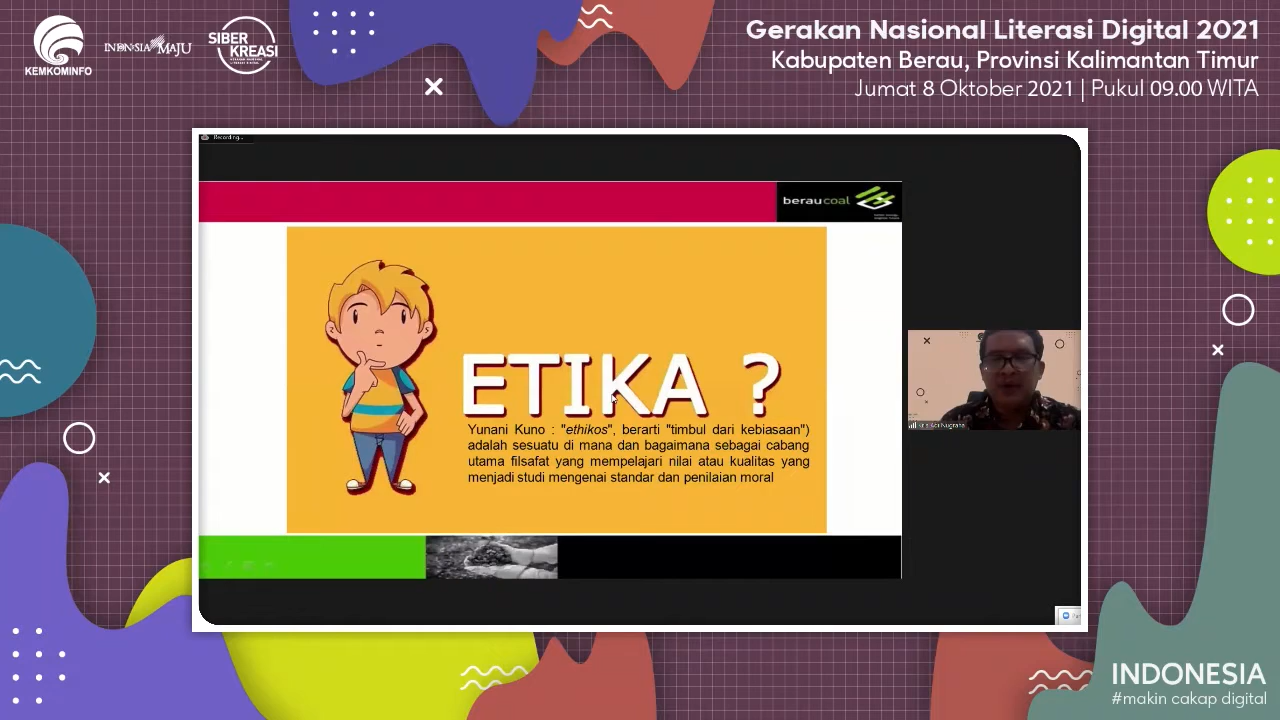 KEMKOMINFO
INDONESIA MAJU
SIBER
KREASI
Gerakan Nasional Literasi Digital 2021
Kabupaten Berau, Provinsi Kalimantan Timur
Jumat 8 Oktober 2021 | Pukul 09.00 WITA
Recording...
beraucoal
ETIKA ?
Yunani Kuno : "ethikos", berarti "timbul dari kebiasaan")
adalah sesuatu di mana dan bagaimana sebagai cabang
utama filsafat yang mempelajari nilai atau kualitas yang
menjadi studi mengenai standar dan penilaian moral
Nugraha
INDONESIA
#makin cakap digital